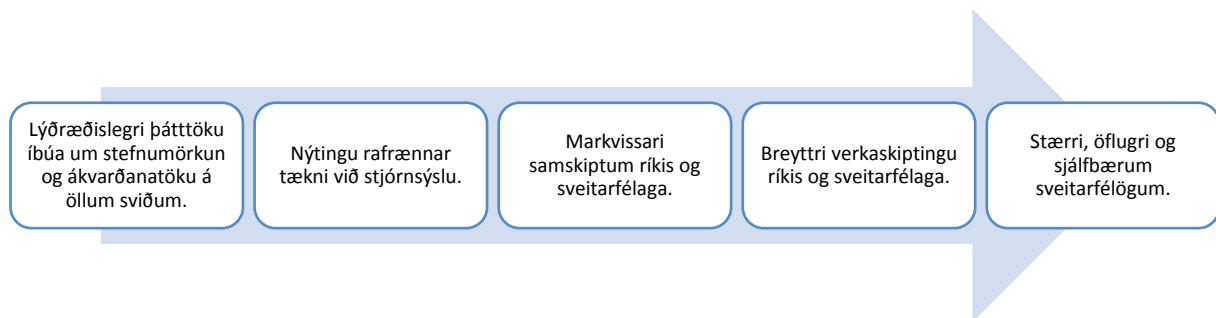 Lýðræðislegri þátttöku
íbúa um stefnumörkun
og ákvarðanatöku á
öllum sviðum.
Nýtingu rafrænnar
tækni við stjórnsýslu.
Markvissari
samskiptum ríkis og
sveitarfélaga.
Breyttri verkaskiptingu
ríkis og sveitarfélaga.
Stærri, öflugri og
sjálfbærum
sveitarfélögum.